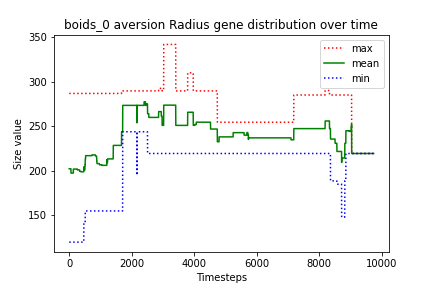 boids_0 aversion Radius gene distribution over time
350
300
250
200
150
Size value
max
mean
min
0
2000
4000
6000
8000
10000
Timesteps